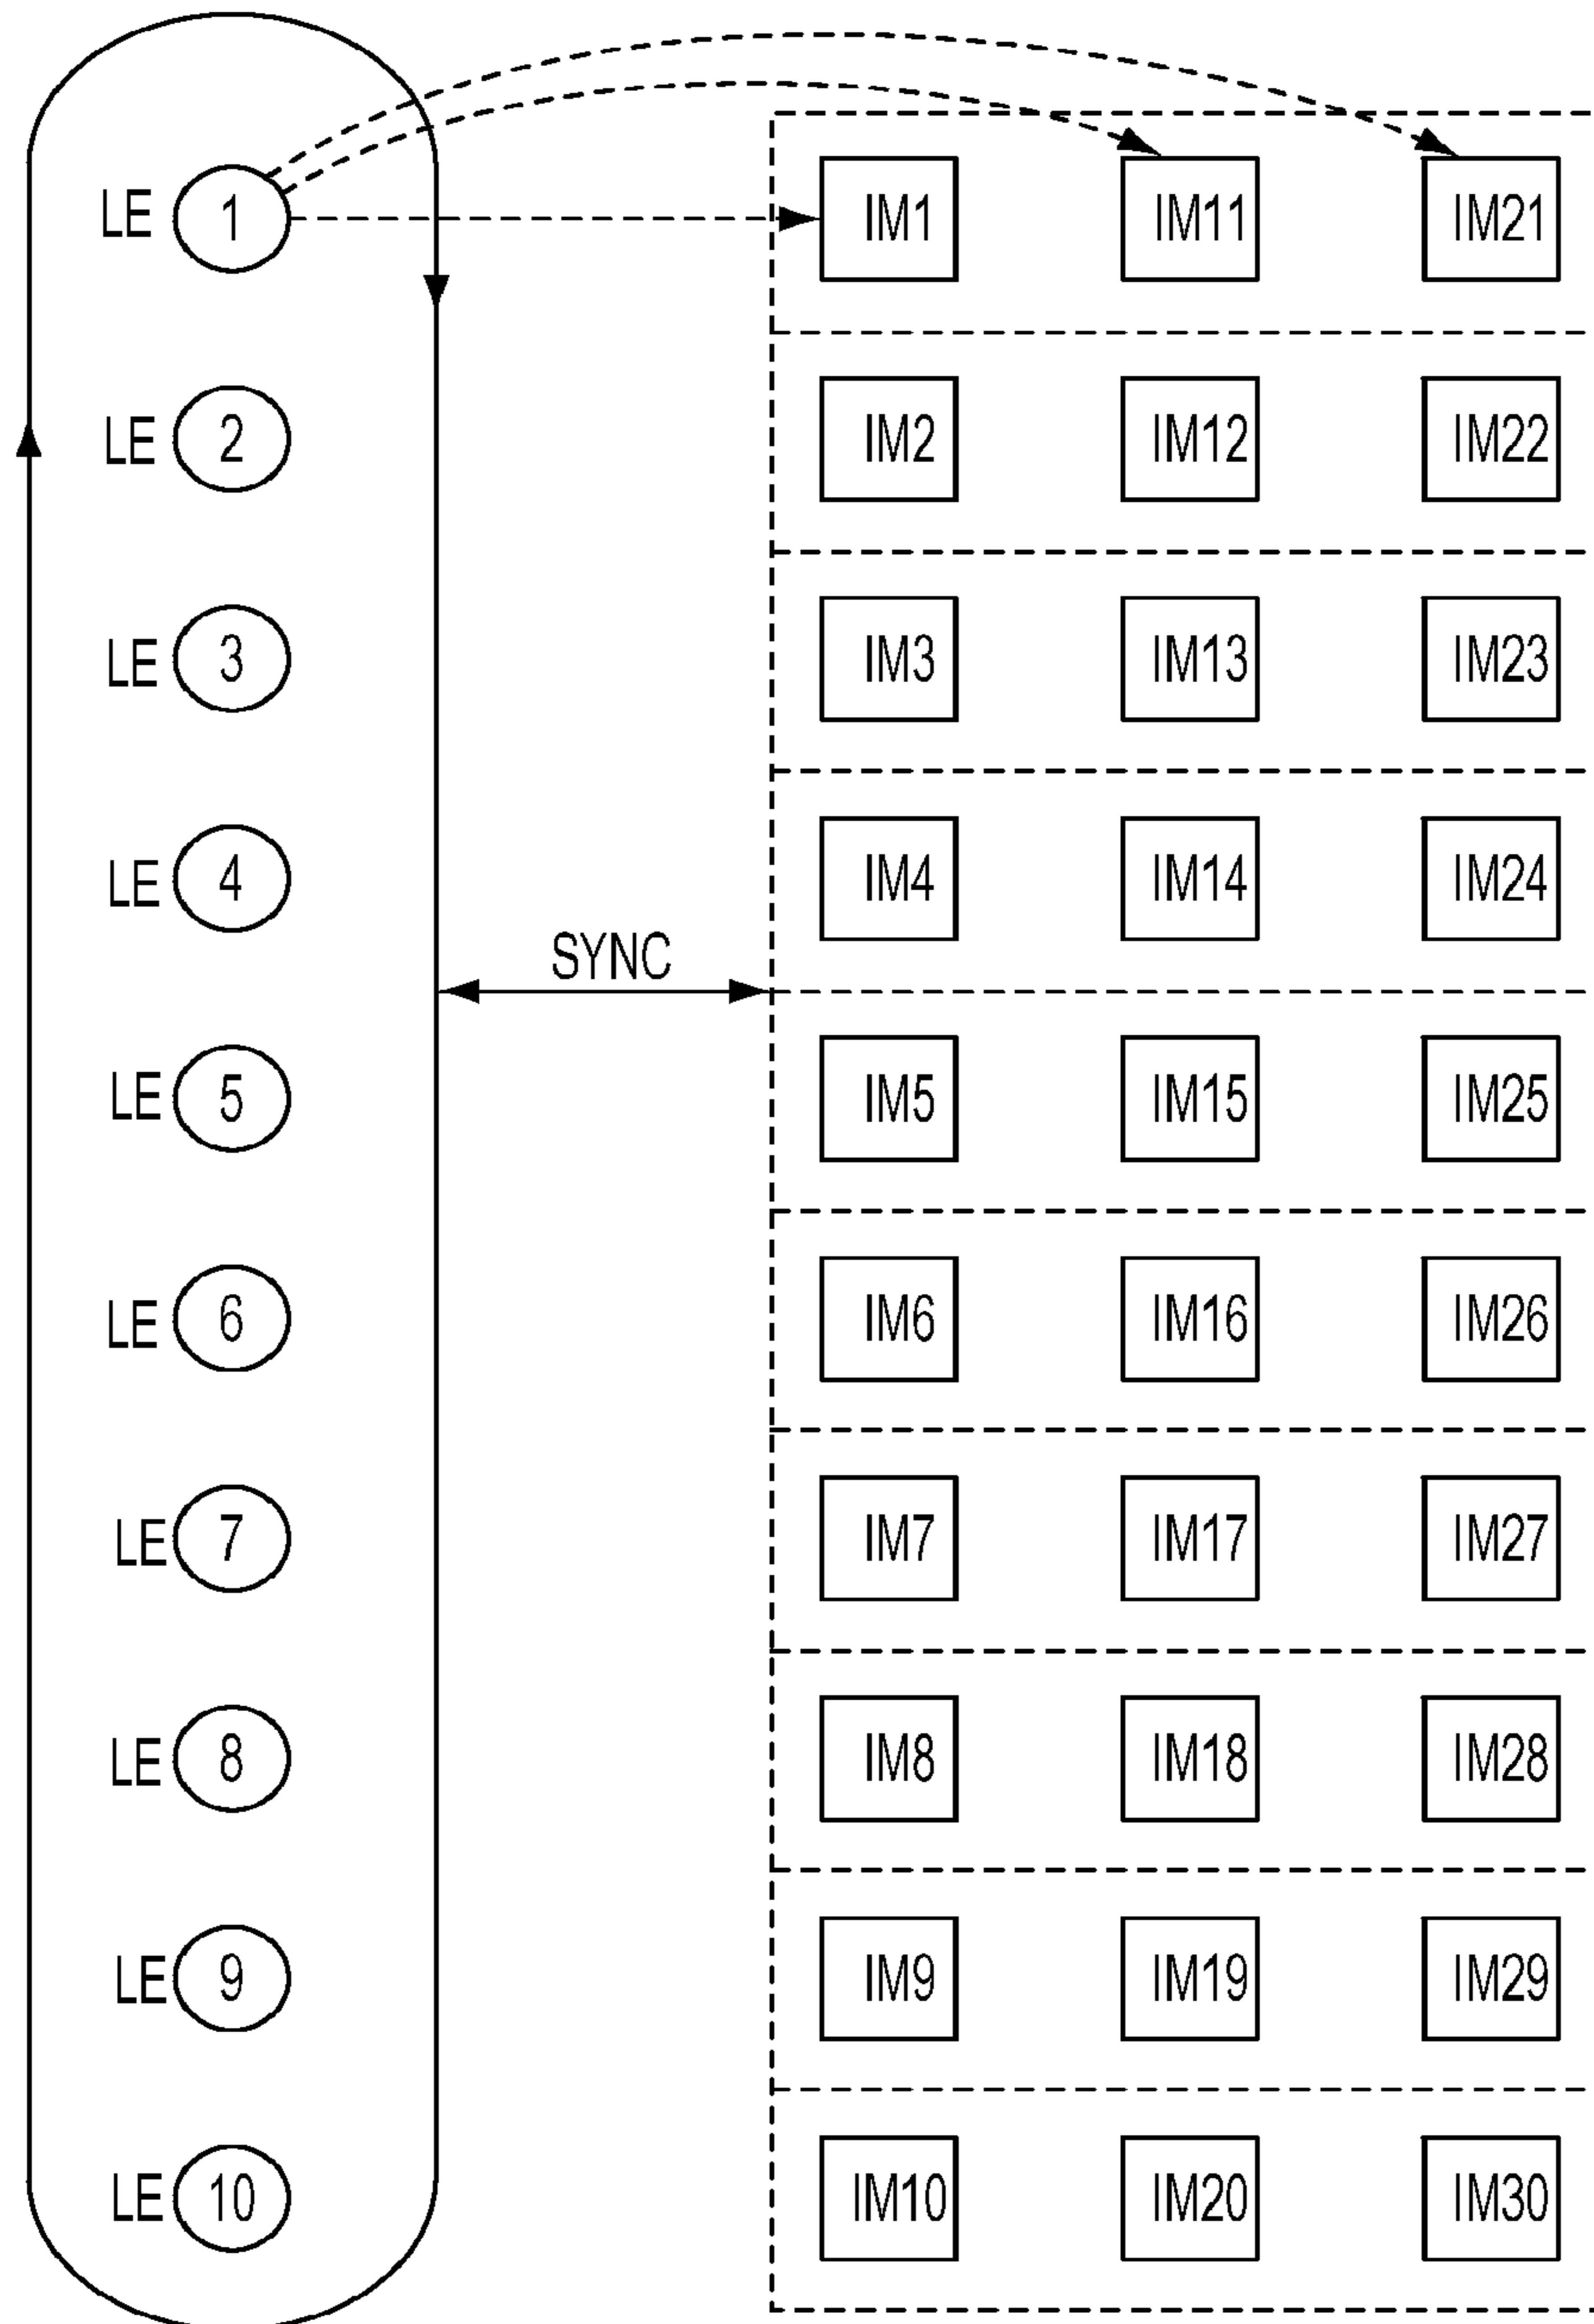 LE 1 IM1 IM11 IM21
LE 2 IM2 IM12 IM22
LE 3 IM3 IM13 IM23
LE 4 IM4 IM14 IM24
SYNC
LE 5 IM5 IM15 IM25
LE 6 IM6 IM16 IM26
LE 7 IM7 IM17 IM27
LE 8 IM8 IM18 IM28
LE 9 IM9 IM19 IM29
LE 10 IM10 IM20 IM30